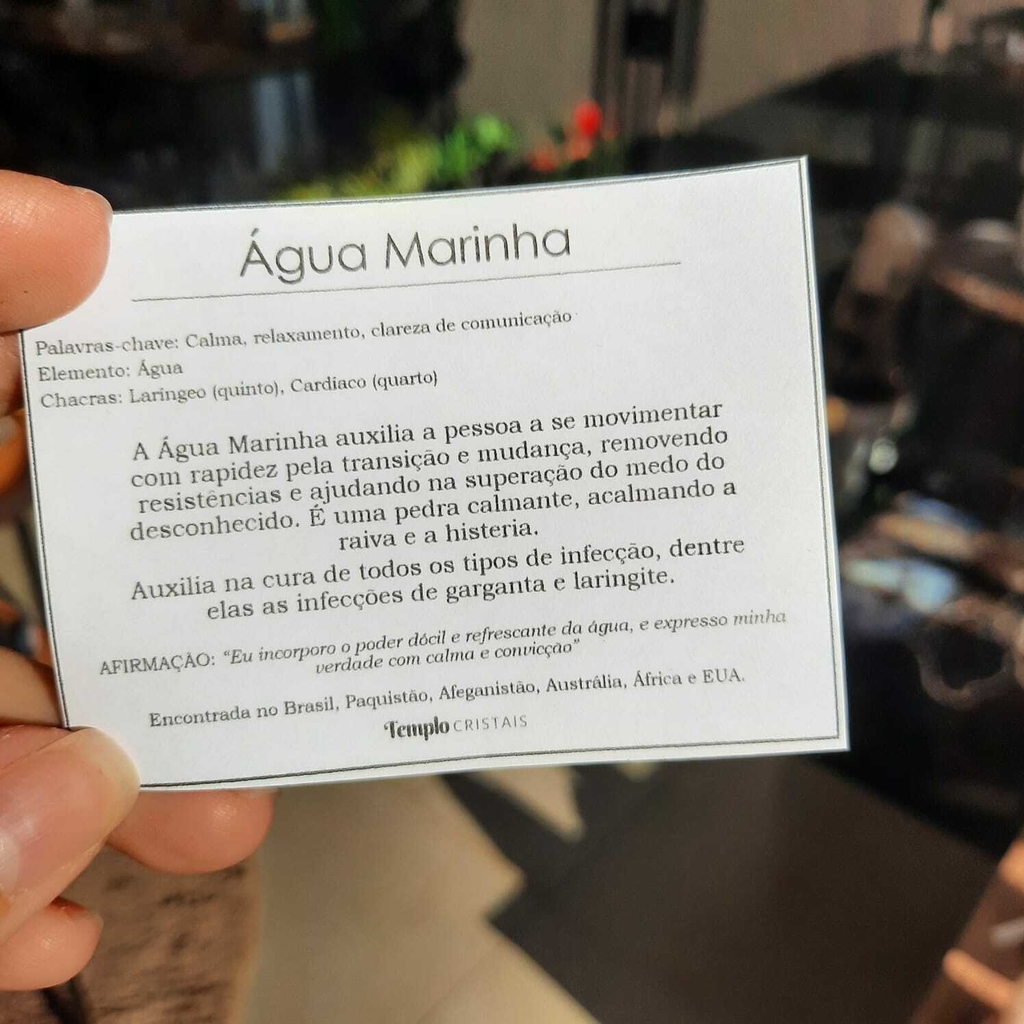 Água Marinha
Palavras-chave: Calma, relaxamento, clareza de comunicação
Elemento: Água
Chacras: Laríngeo (quinto), Cardíaco (quarto)
A Água Marinha auxilia a pessoa a se movimentar
com rapidez pela transição e mudança, removendo
resistências e ajudando na superação do medo do
desconhecido. É uma pedra calmante, acalmando a
raiva e a histeria.
Auxilia na cura de todos os tipos de infecção, dentre
elas as infecções de garganta e laringite.
AFIRMAÇÃO: “Eu incorporo o poder dócil e refrescante da água, e expresso minha
verdade com calma e convicção”
Encontrada no Brasil, Paquistão, Afeganistão, Austrália, África e EUA.
Templo CRISTAIS